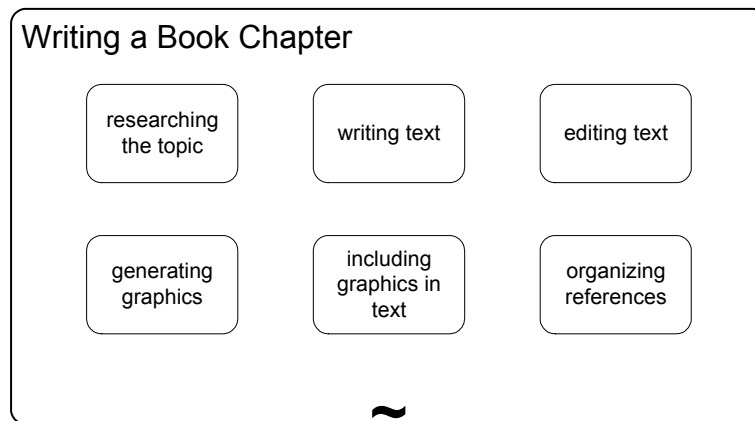 Writing a Book Chapter
researching
the topic
writing text
editing text
generating
graphics
including
graphics in
text
organizing
references
~